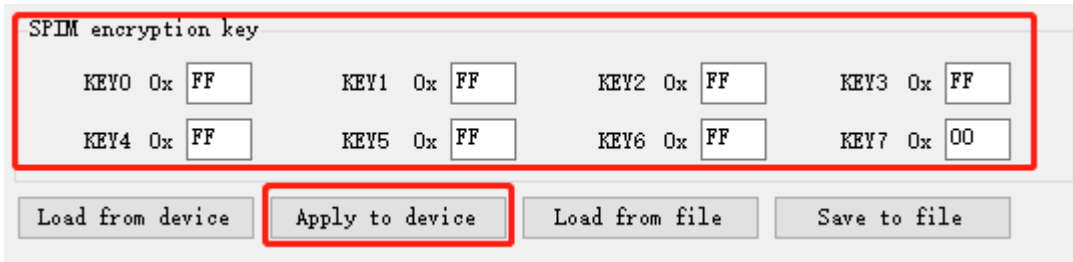 SPIM encryption key
KEY0 0x FF KEY1 0x FF KEY2 0x FF KEY3 0x FF
KEY4 0x FF KEY5 0x FF KEY6 0x FF KEY7 0x 00
Load from device Apply to device Load from file Save to file